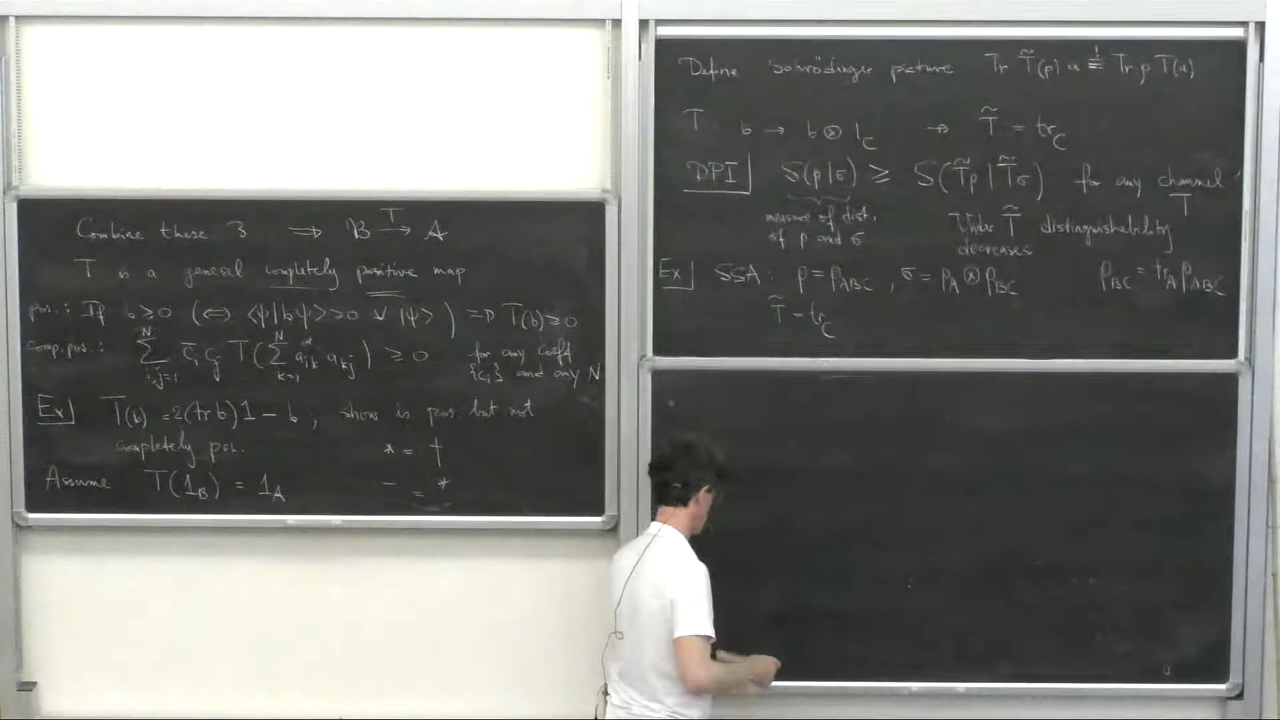 Combine these 3 ⟹ B →^T A
T is a general completely positive map
pos.: If b≥0 (⟺ ⟨ψ|bψ⟩≥0 ∀ |ψ⟩) ⟹ T(b)≥0
comp. pos.: ∑_{i,j=1}^N c̄_i c_j T(∑_{k=1} a*_{ik} a_{kj}) ≥ 0 for any coeff {c_i} and any N
Ex] T(b) = 2(tr b)1 − b ; show is pos. but not
completely pos. * = †
Assume T(1_B) = 1_A − = *
Define Schrödinger picture Tr T̃(ρ) a ≝ Tr ρ T(a)
T b → b ⊗ 1_C → T̃ = tr_C
DPI] S(ρ|σ) ≥ S(T̃ρ|T̃σ) for any channel T
measure of dist. of ρ and σ
Under T̃ distinguishability decreases
Ex] SSA: ρ = ρ_ABC , σ = ρ_A ⊗ ρ_BC ρ_BC = tr_A ρ_ABC
T̃ = tr_C